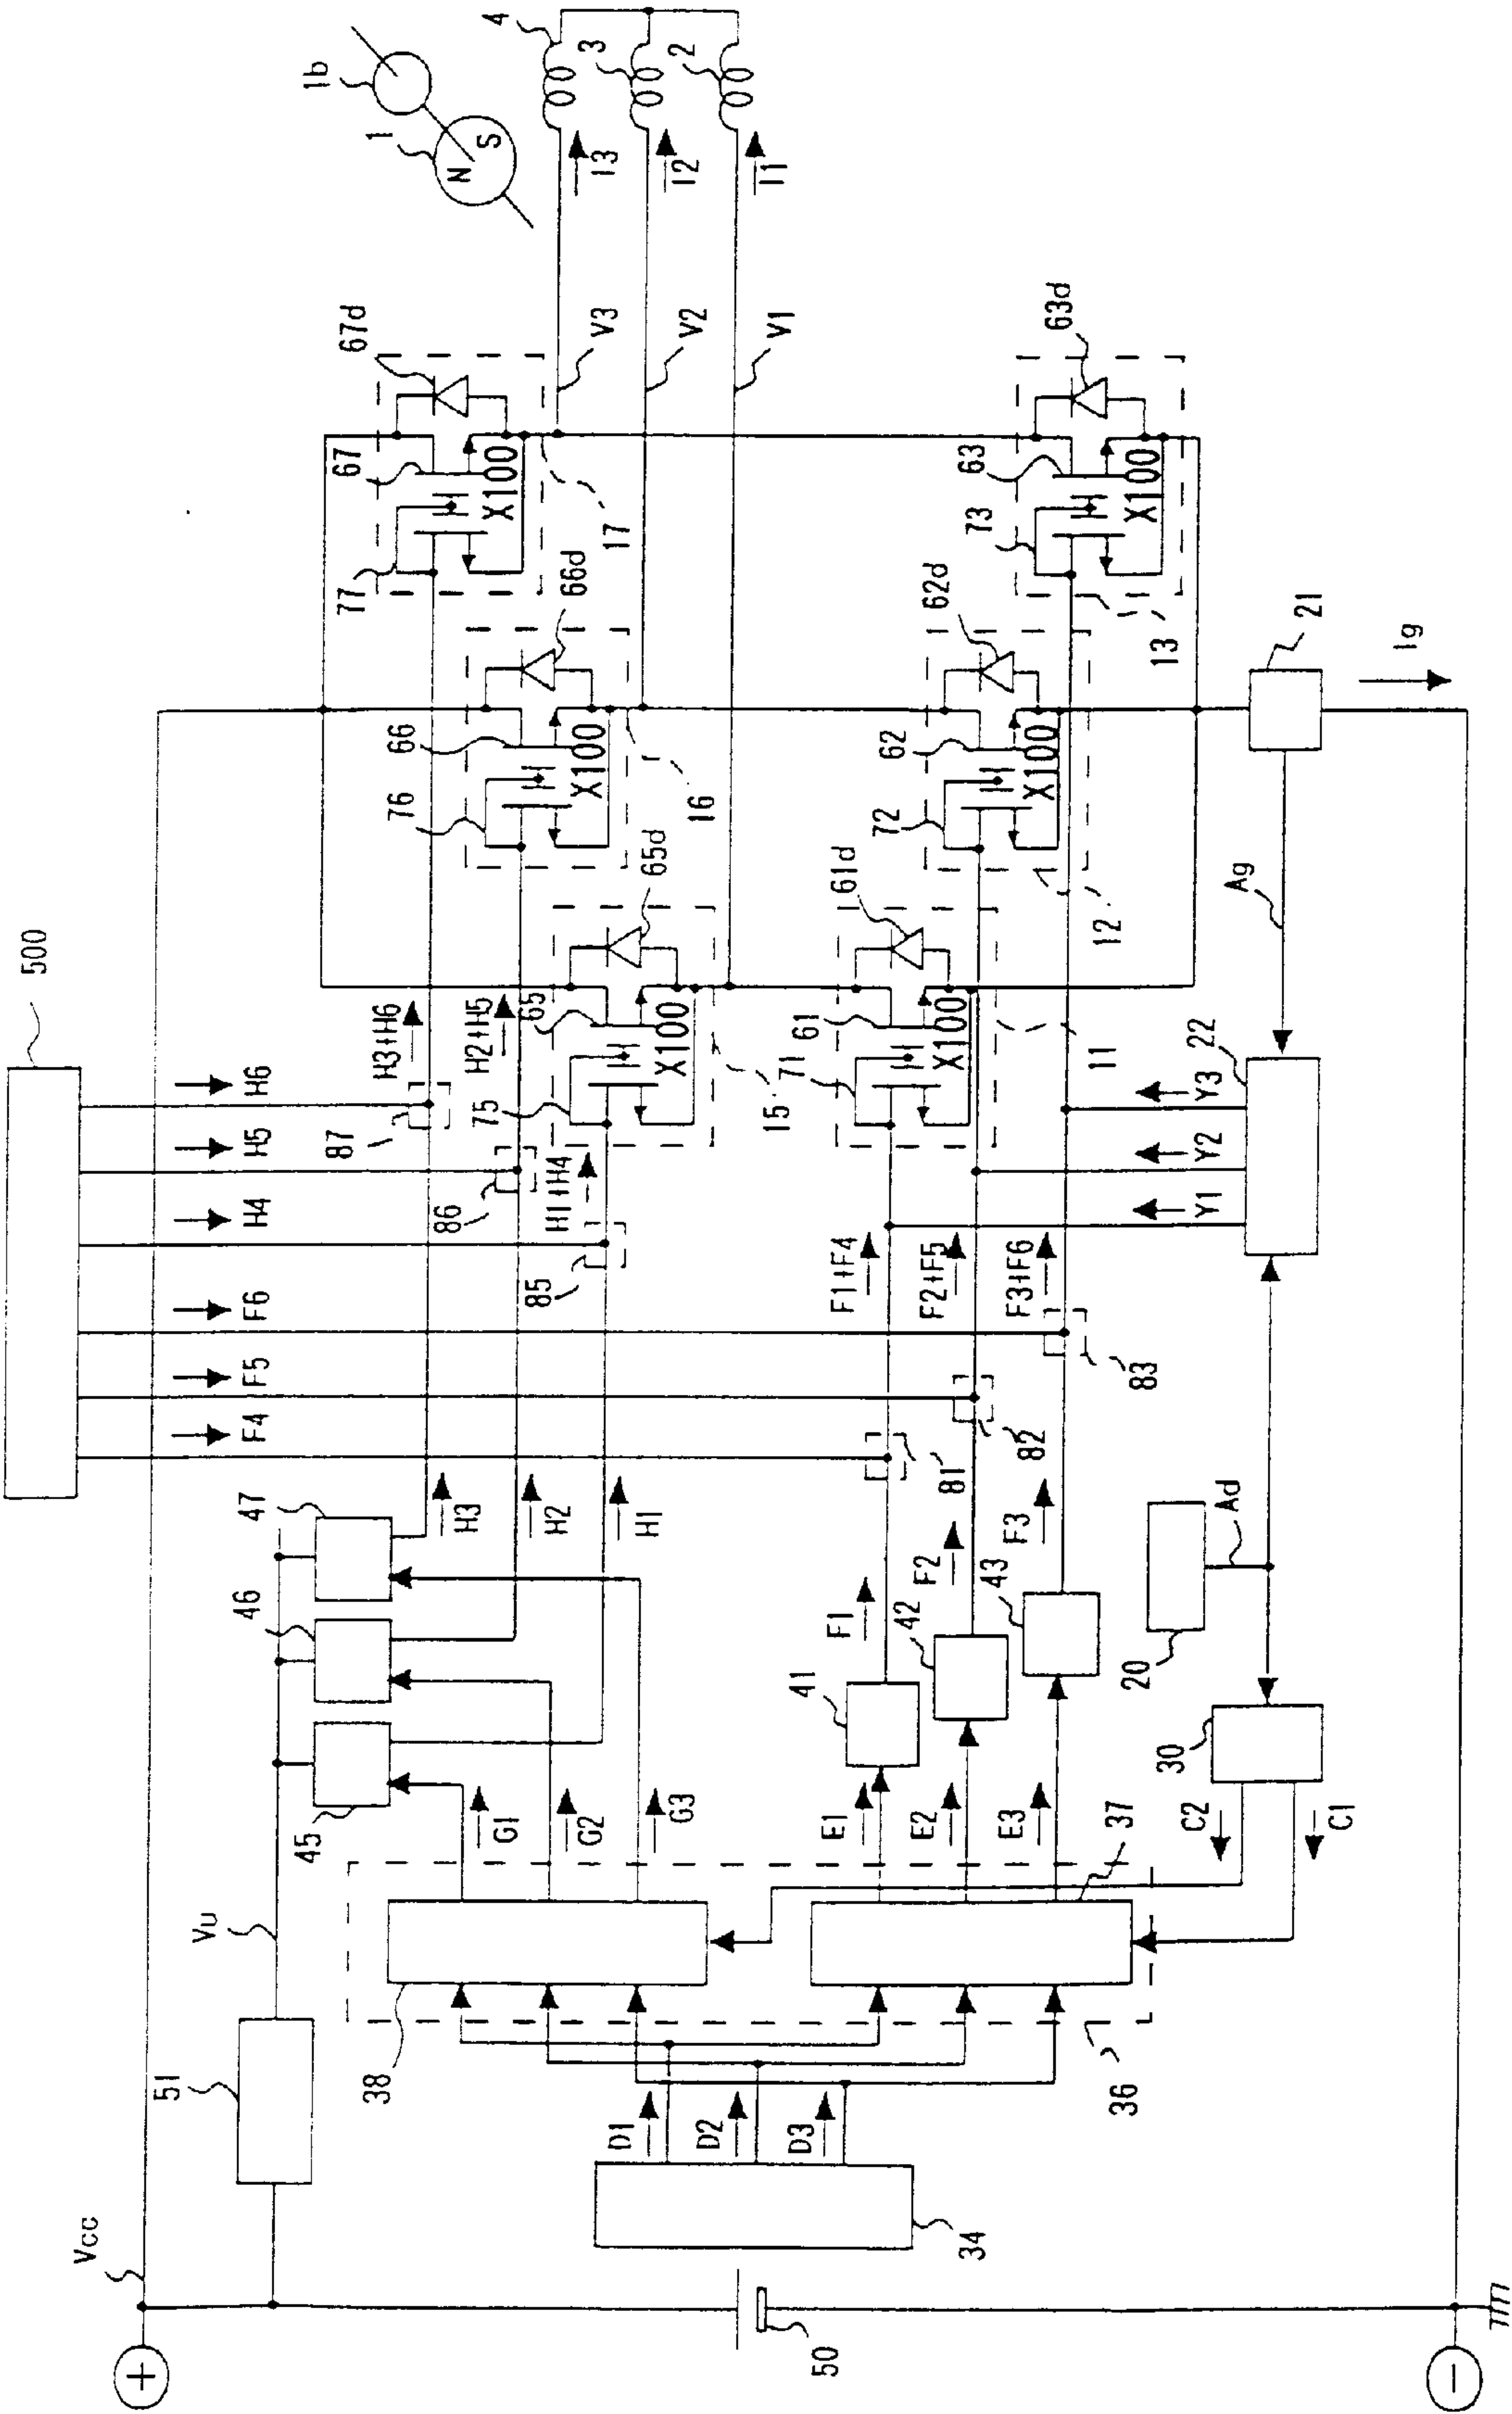 500
F4
F5
F6
H4
H5
H6
1b
1
N
S
4
3
2
I3
I2
I1
Vcc
+
51
Vu
45
46
47
H3
H2
H1
87
86
85
H3+H6
H2+H5
H1+H4
77
67
67d
X100
17
76
66
66d
X100
16
75
65
65d
X100
15
V3
V2
V1
38
G1
G2
G3
D1
D2
D3
34
36
37
E1
E2
E3
41
42
43
F1
F2
F3
81
82
83
F1+F4
F2+F5
F3+F6
71
61
61d
X100
11
72
62
62d
X100
12
73
63
63d
X100
13
Y1
Y2
Y3
22
Ag
21
Ig
20
Ad
30
C2
C1
50
−